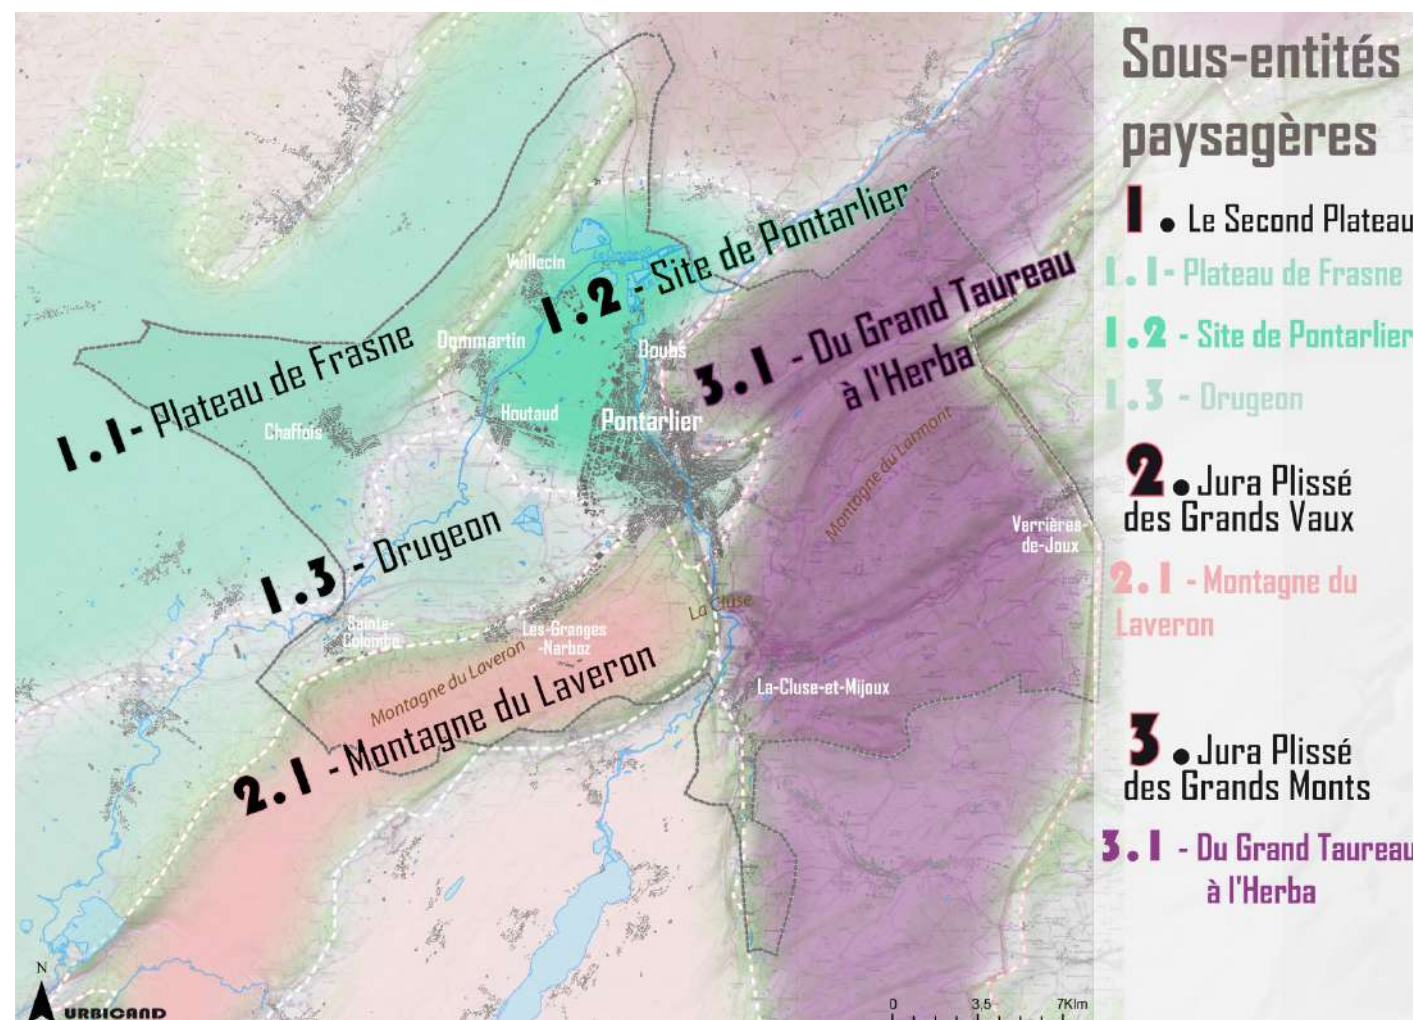 Sous-entités
paysagères
1. Le Second Plateau
1.1- Plateau de Frasne
1.2 - Site de Pontarlier
1.3 - Drugeon
2. Jura Plissé
des Grands Vaux
2.1 - Montagne du
Laveron
3. Jura Plissé
des Grands Monts
3.1 - Du Grand Taureau
à l'Herba
1.2 - Site de Pontarlier
Vuillecin
Dommartin
Doubs
1.1- Plateau de Frasne
3.1 - Du Grand Taureau
à l'Herba
Chaffois
Houtaud
Pontarlier
Montagne du Larmont
Verrières-
de-Joux
1.3 - Drugeon
La Cluse
Sainte-
Colombe
Les-Granges
-Narboz
Montagne du Laveron
2.1 - Montagne du Laveron
La-Cluse-et-Mijoux
N
URBICAND
0 3,5 7Klm